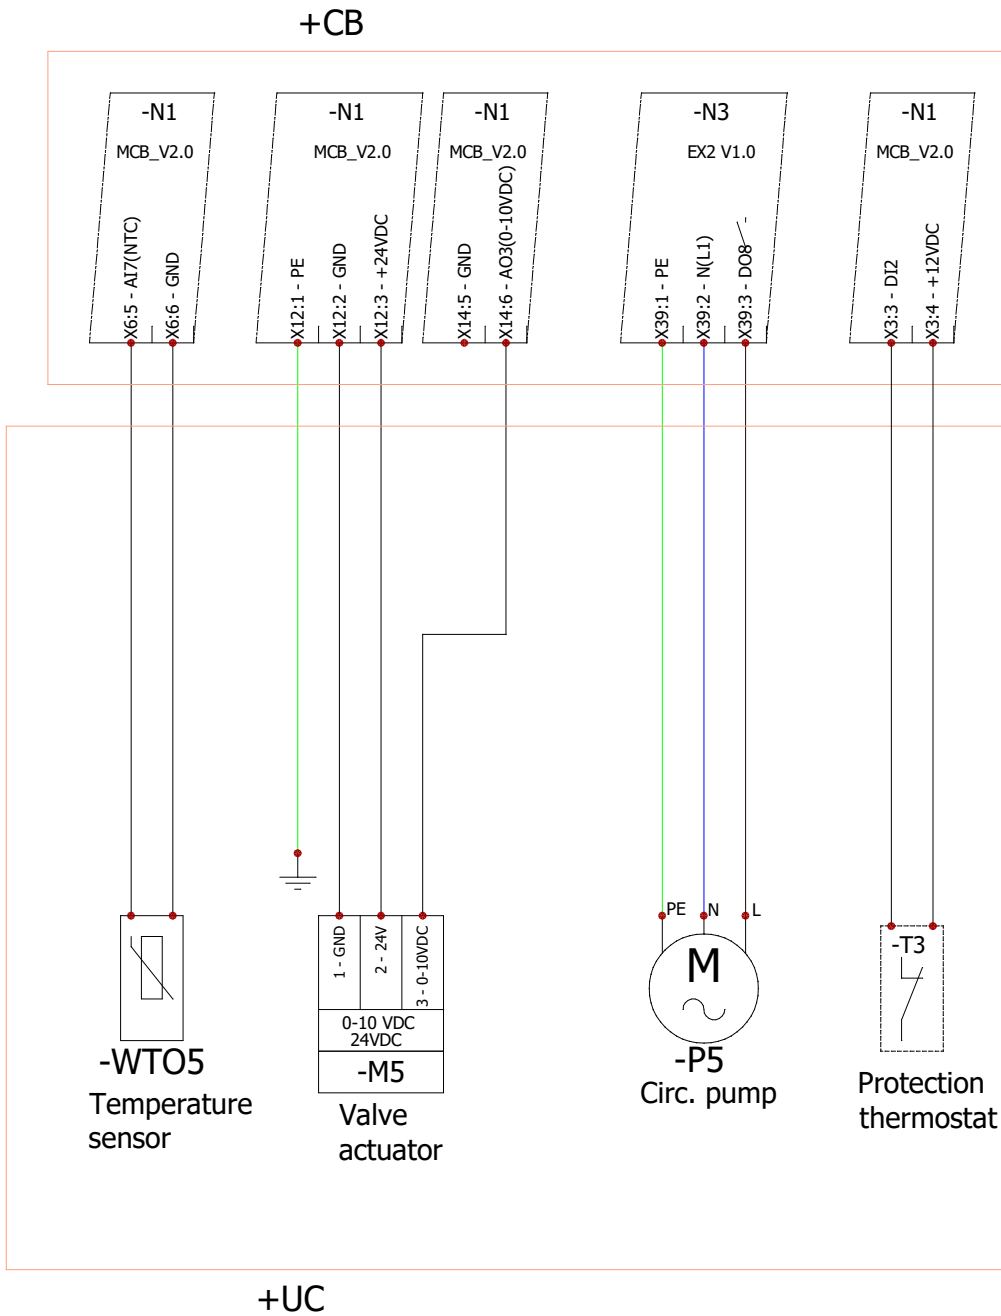 +CB
-N1
MCB_V2.0
X6:5 - AI7(NTC)
X6:6 - GND
-N1
MCB_V2.0
X12:1 - PE
X12:2 - GND
X12:3 - +24VDC
-N1
MCB_V2.0
X14:5 - GND
X14:6 - AO3(0-10VDC)
-N3
EX2 V1.0
X39:1 - PE
X39:2 - N(L1)
X39:3 - DO8
-N1
MCB_V2.0
X3:3 - DI2
X3:4 - +12VDC
-WTO5
Temperature
sensor
1 - GND
2 - 24V
3 - 0-10VDC
0-10 VDC
24VDC
-M5
Valve
actuator
PE
N
L
M
-P5
Circ. pump
-T3
Protection
thermostat
+UC